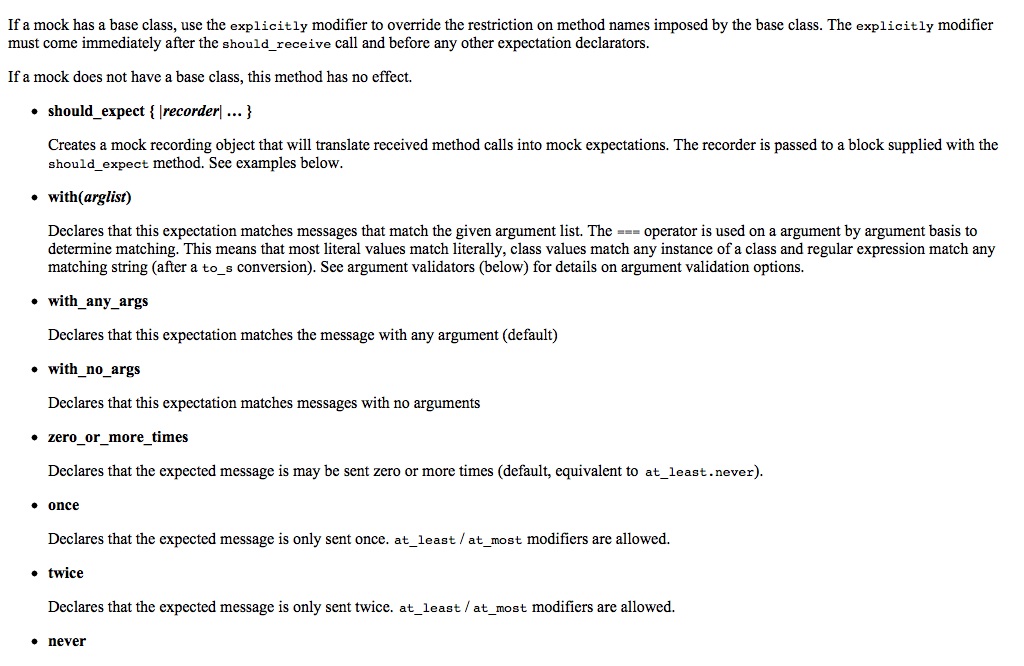 If a mock has a base class, use the explicitly modifier to override the restriction on method names imposed by the base class. The explicitly modifier
must come immediately after the should_receive call and before any other expectation declarators.
If a mock does not have a base class, this method has no effect.
• should_expect { |recorder| ... }
Creates a mock recording object that will translate received method calls into mock expectations. The recorder is passed to a block supplied with the
should_expect method. See examples below.
• with(arglist)
Declares that this expectation matches messages that match the given argument list. The === operator is used on a argument by argument basis to
determine matching. This means that most literal values match literally, class values match any instance of a class and regular expression match any
matching string (after a to_s conversion). See argument validators (below) for details on argument validation options.
• with_any_args
Declares that this expectation matches the message with any argument (default)
• with_no_args
Declares that this expectation matches messages with no arguments
• zero_or_more_times
Declares that the expected message is may be sent zero or more times (default, equivalent to at_least.never).
• once
Declares that the expected message is only sent once. at_least / at_most modifiers are allowed.
• twice
Declares that the expected message is only sent twice. at_least / at_most modifiers are allowed.
• never